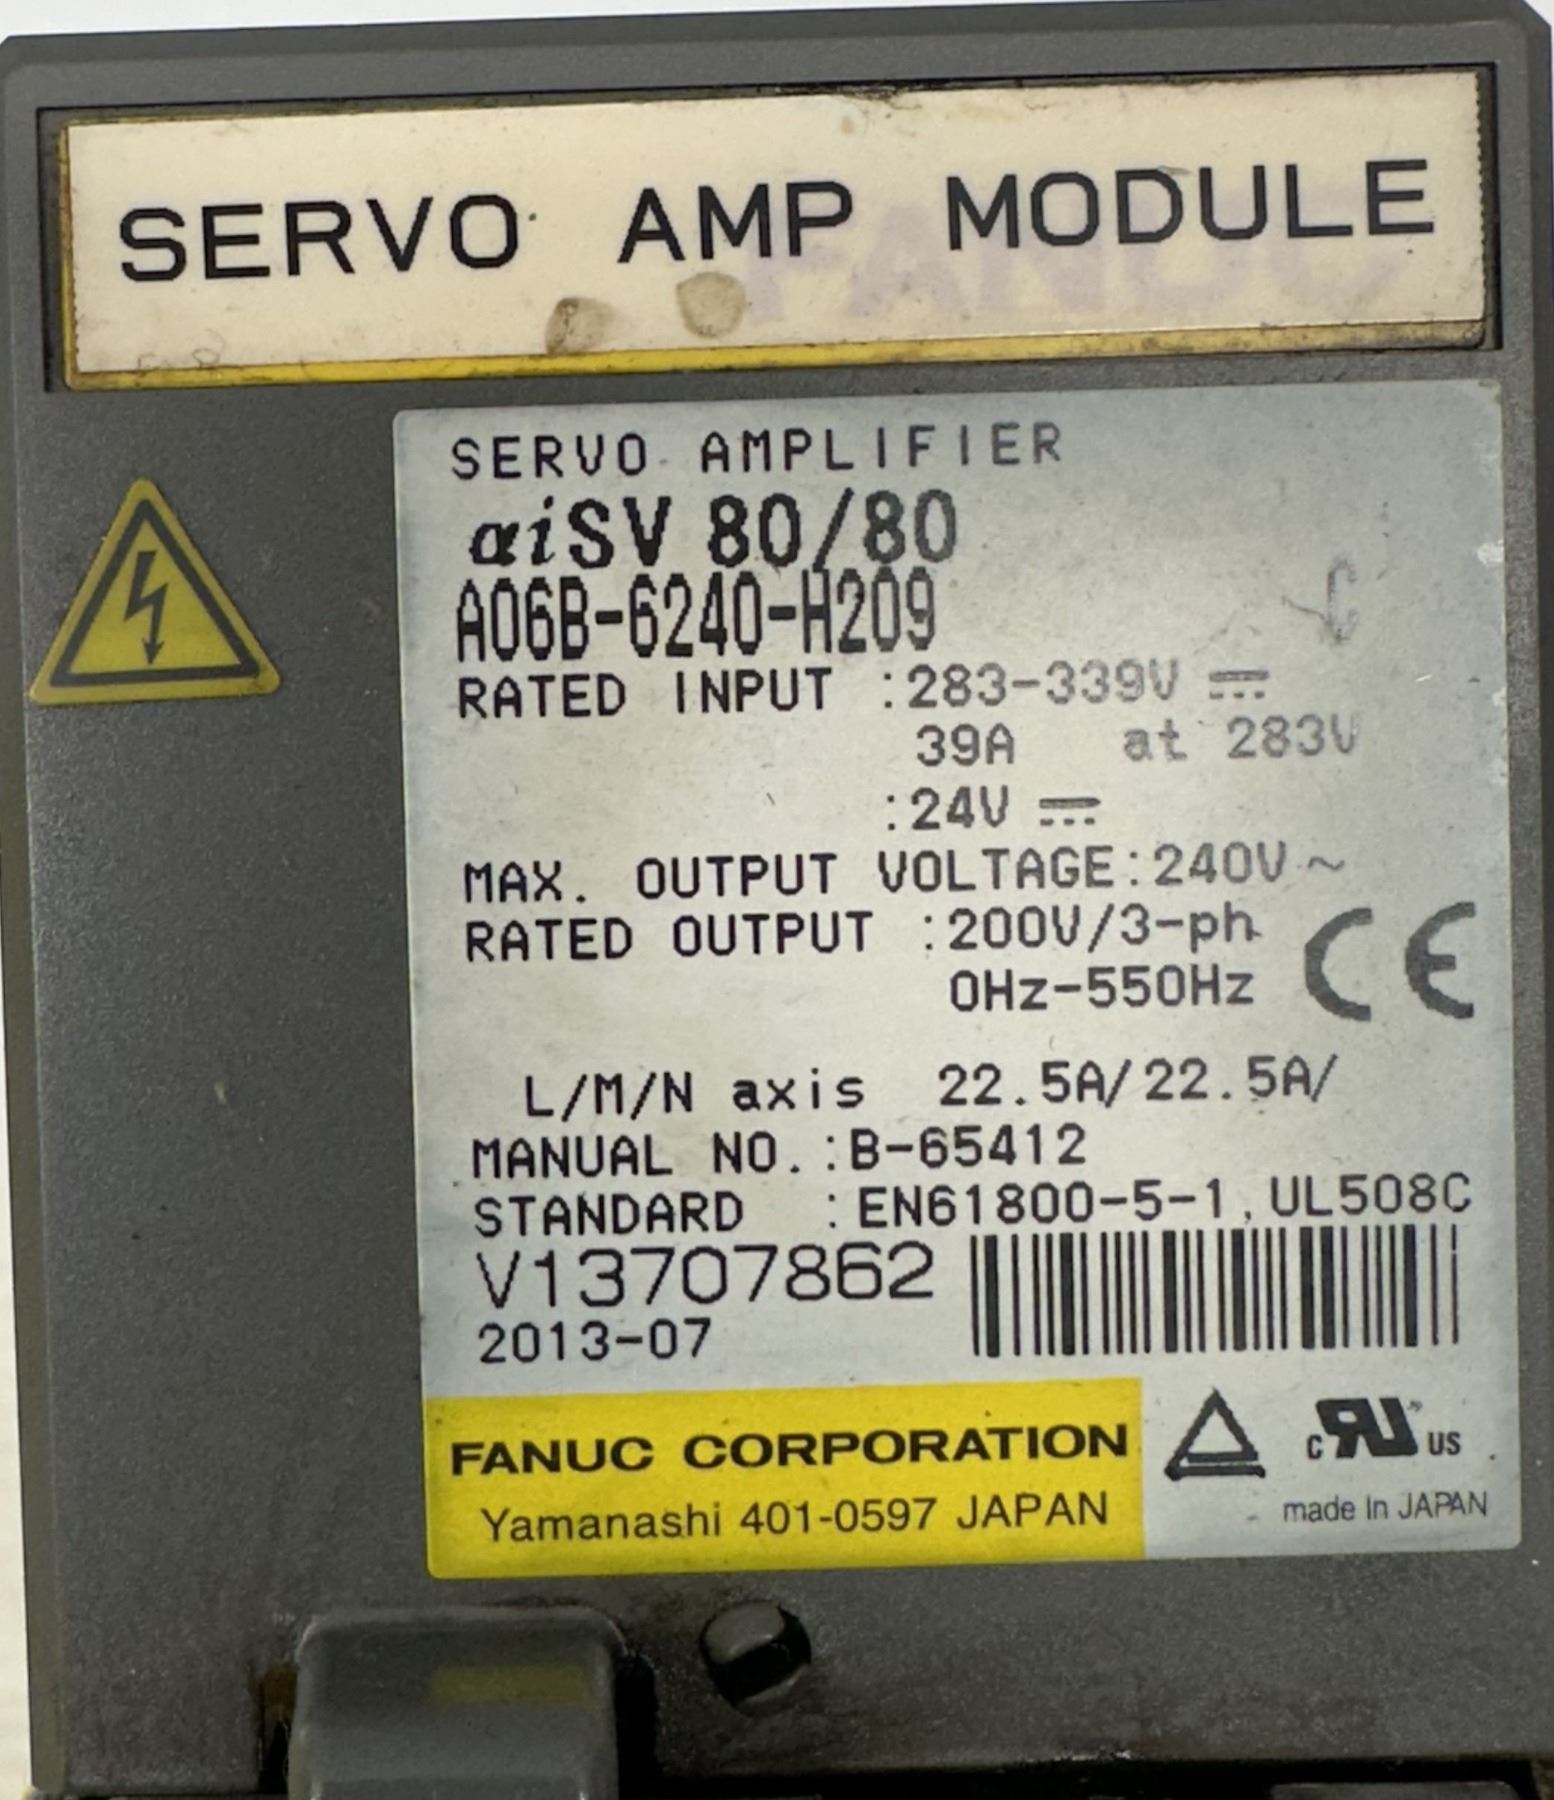 SERVO AMP MODULE
SERVO AMPLIFIER
αiSV 80/80
A06B-6240-H209
RATED INPUT :283-339V ⎓
39A at 283V
:24V ⎓
MAX. OUTPUT VOLTAGE:240V~
RATED OUTPUT :200V/3-ph
0Hz-550Hz
CE
L/M/N axis 22.5A/22.5A/
MANUAL NO.:B-65412
STANDARD :EN61800-5-1,UL508C
V13707862
2013-07
FANUC CORPORATION
Yamanashi 401-0597 JAPAN
c RU US
made in JAPAN